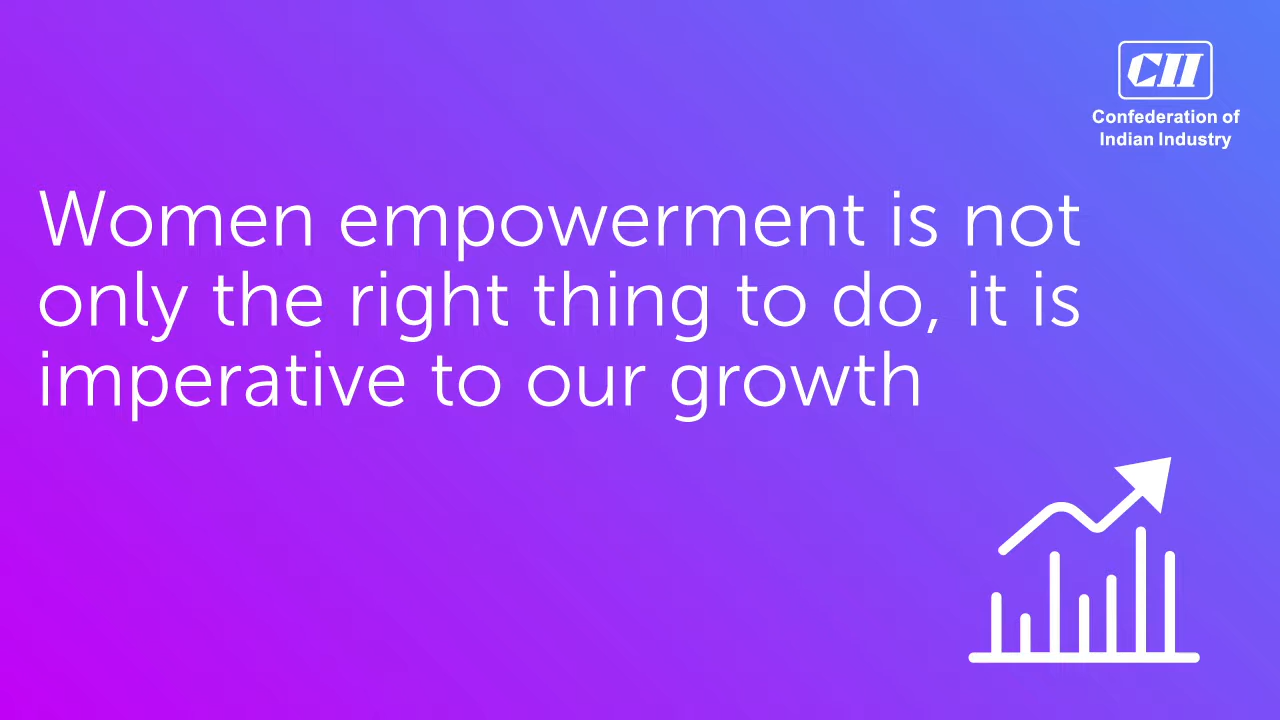 CII
Confederation of
Indian Industry
Women empowerment is not
only the right thing to do, it is
imperative to our growth